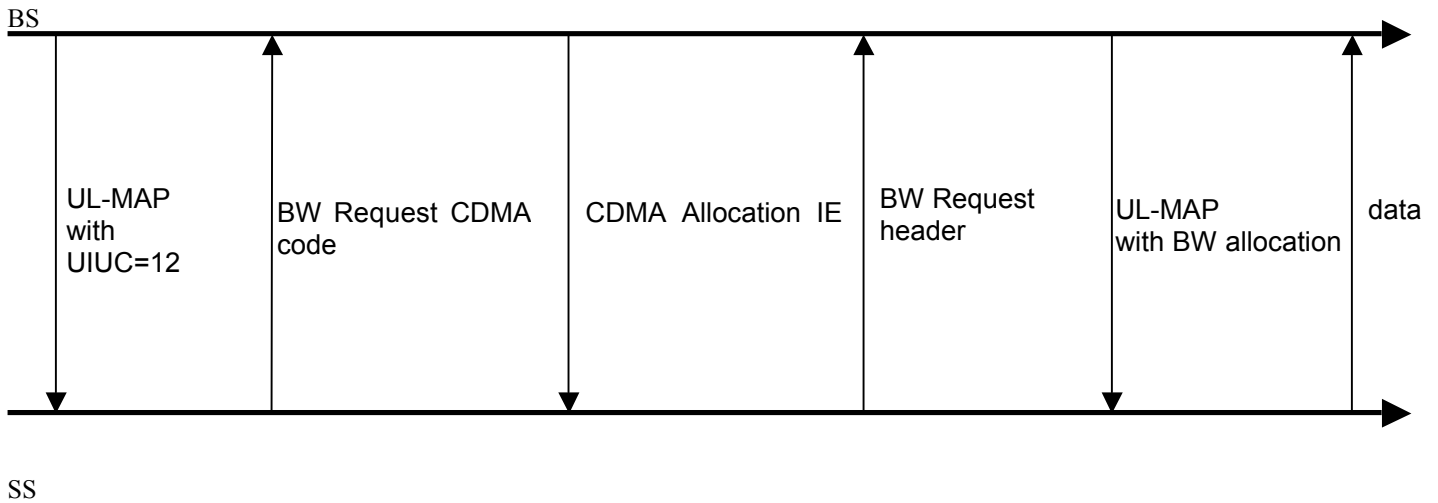 BS
UL-MAP
with
UIUC=12
BW Request CDMA
code
CDMA Allocation IE
BW Request
header
UL-MAP
with BW allocation
data
SS